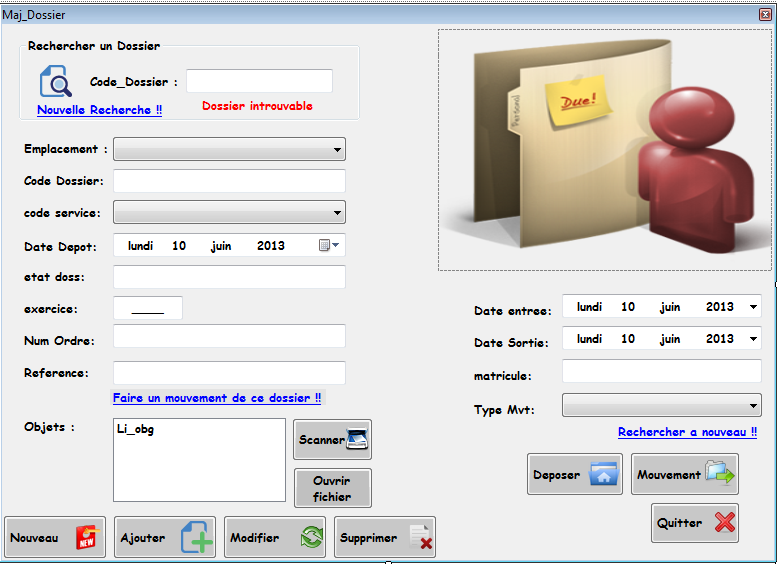 Maj_Dossier
Rechercher un Dossier
Code_Dossier :
Nouvelle Recherche !!
Dossier introuvable
Personal
Due!
Emplacement :
Code Dossier:
code service:
Date Depot: lundi 10 juin 2013
etat doss:
exercice: ____
Num Ordre:
Reference:
Faire un mouvement de ce dossier !!
Objets :
Li_obg
Scanner
Ouvrir
fichier
Date entree: lundi 10 juin 2013
Date Sortie: lundi 10 juin 2013
matricule:
Type Mvt:
Rechercher a nouveau !!
Deposer
Mouvement
Quitter
Nouveau
NEW
Ajouter
Modifier
Supprimer